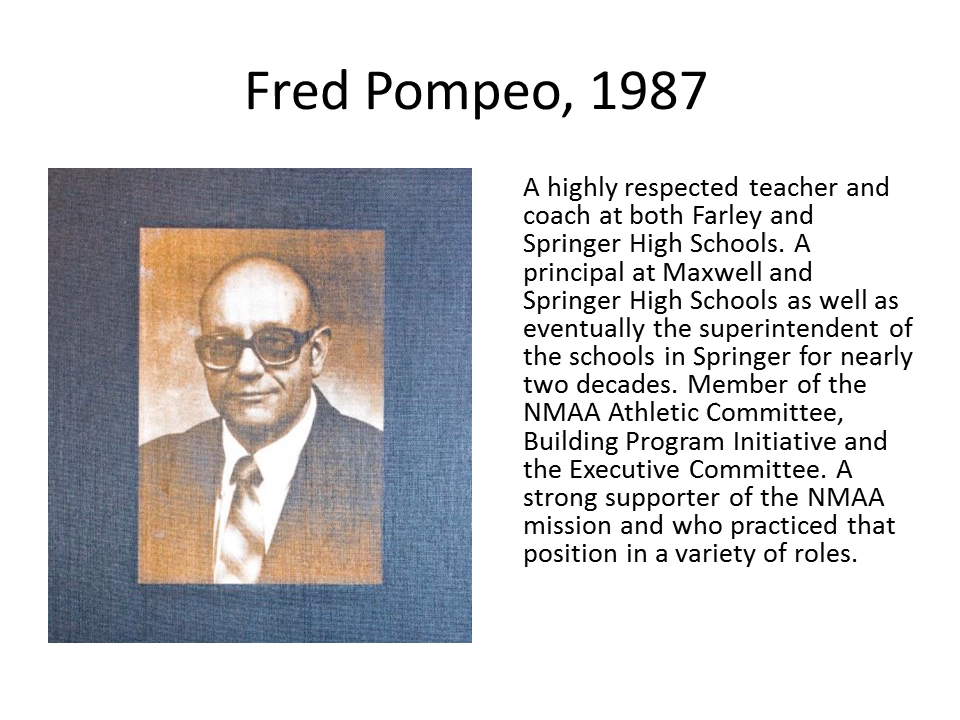 Fred Pompeo, 1987
A highly respected teacher and
coach at both Farley and
Springer High Schools. A
principal at Maxwell and
Springer High Schools as well as
eventually the superintendent of
the schools in Springer for nearly
two decades. Member of the
NMAA Athletic Committee,
Building Program Initiative and
the Executive Committee. A
strong supporter of the NMAA
mission and who practiced that
position in a variety of roles.